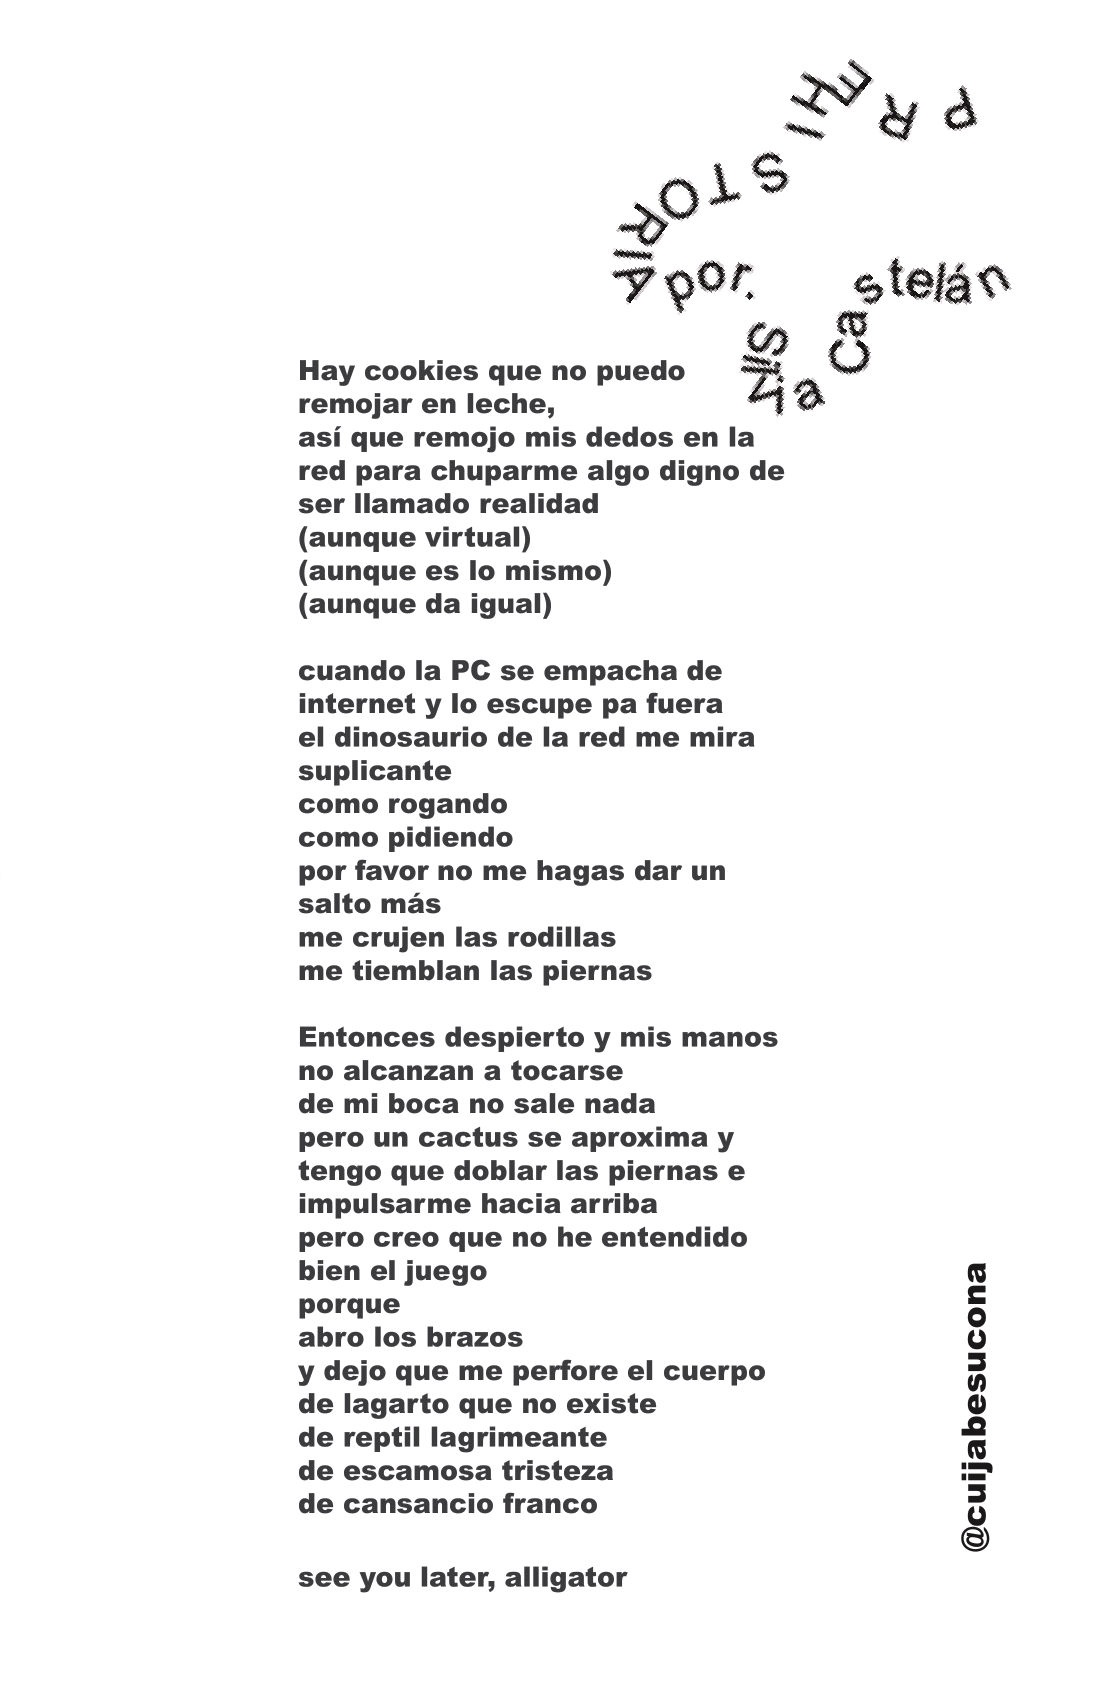 PREHISTORIA
por.
Silvia Castelán
Hay cookies que no puedo
remojar en leche,
así que remojo mis dedos en la
red para chuparme algo digno de
ser llamado realidad
(aunque virtual)
(aunque es lo mismo)
(aunque da igual)
cuando la PC se empacha de
internet y lo escupe pa fuera
el dinosaurio de la red me mira
suplicante
como rogando
como pidiendo
por favor no me hagas dar un
salto más
me crujen las rodillas
me tiemblan las piernas
Entonces despierto y mis manos
no alcanzan a tocarse
de mi boca no sale nada
pero un cactus se aproxima y
tengo que doblar las piernas e
impulsarme hacia arriba
pero creo que no he entendido
bien el juego
porque
abro los brazos
y dejo que me perfore el cuerpo
de lagarto que no existe
de reptil lagrimeante
de escamosa tristeza
de cansancio franco
see you later, alligator
@cuijabesucona